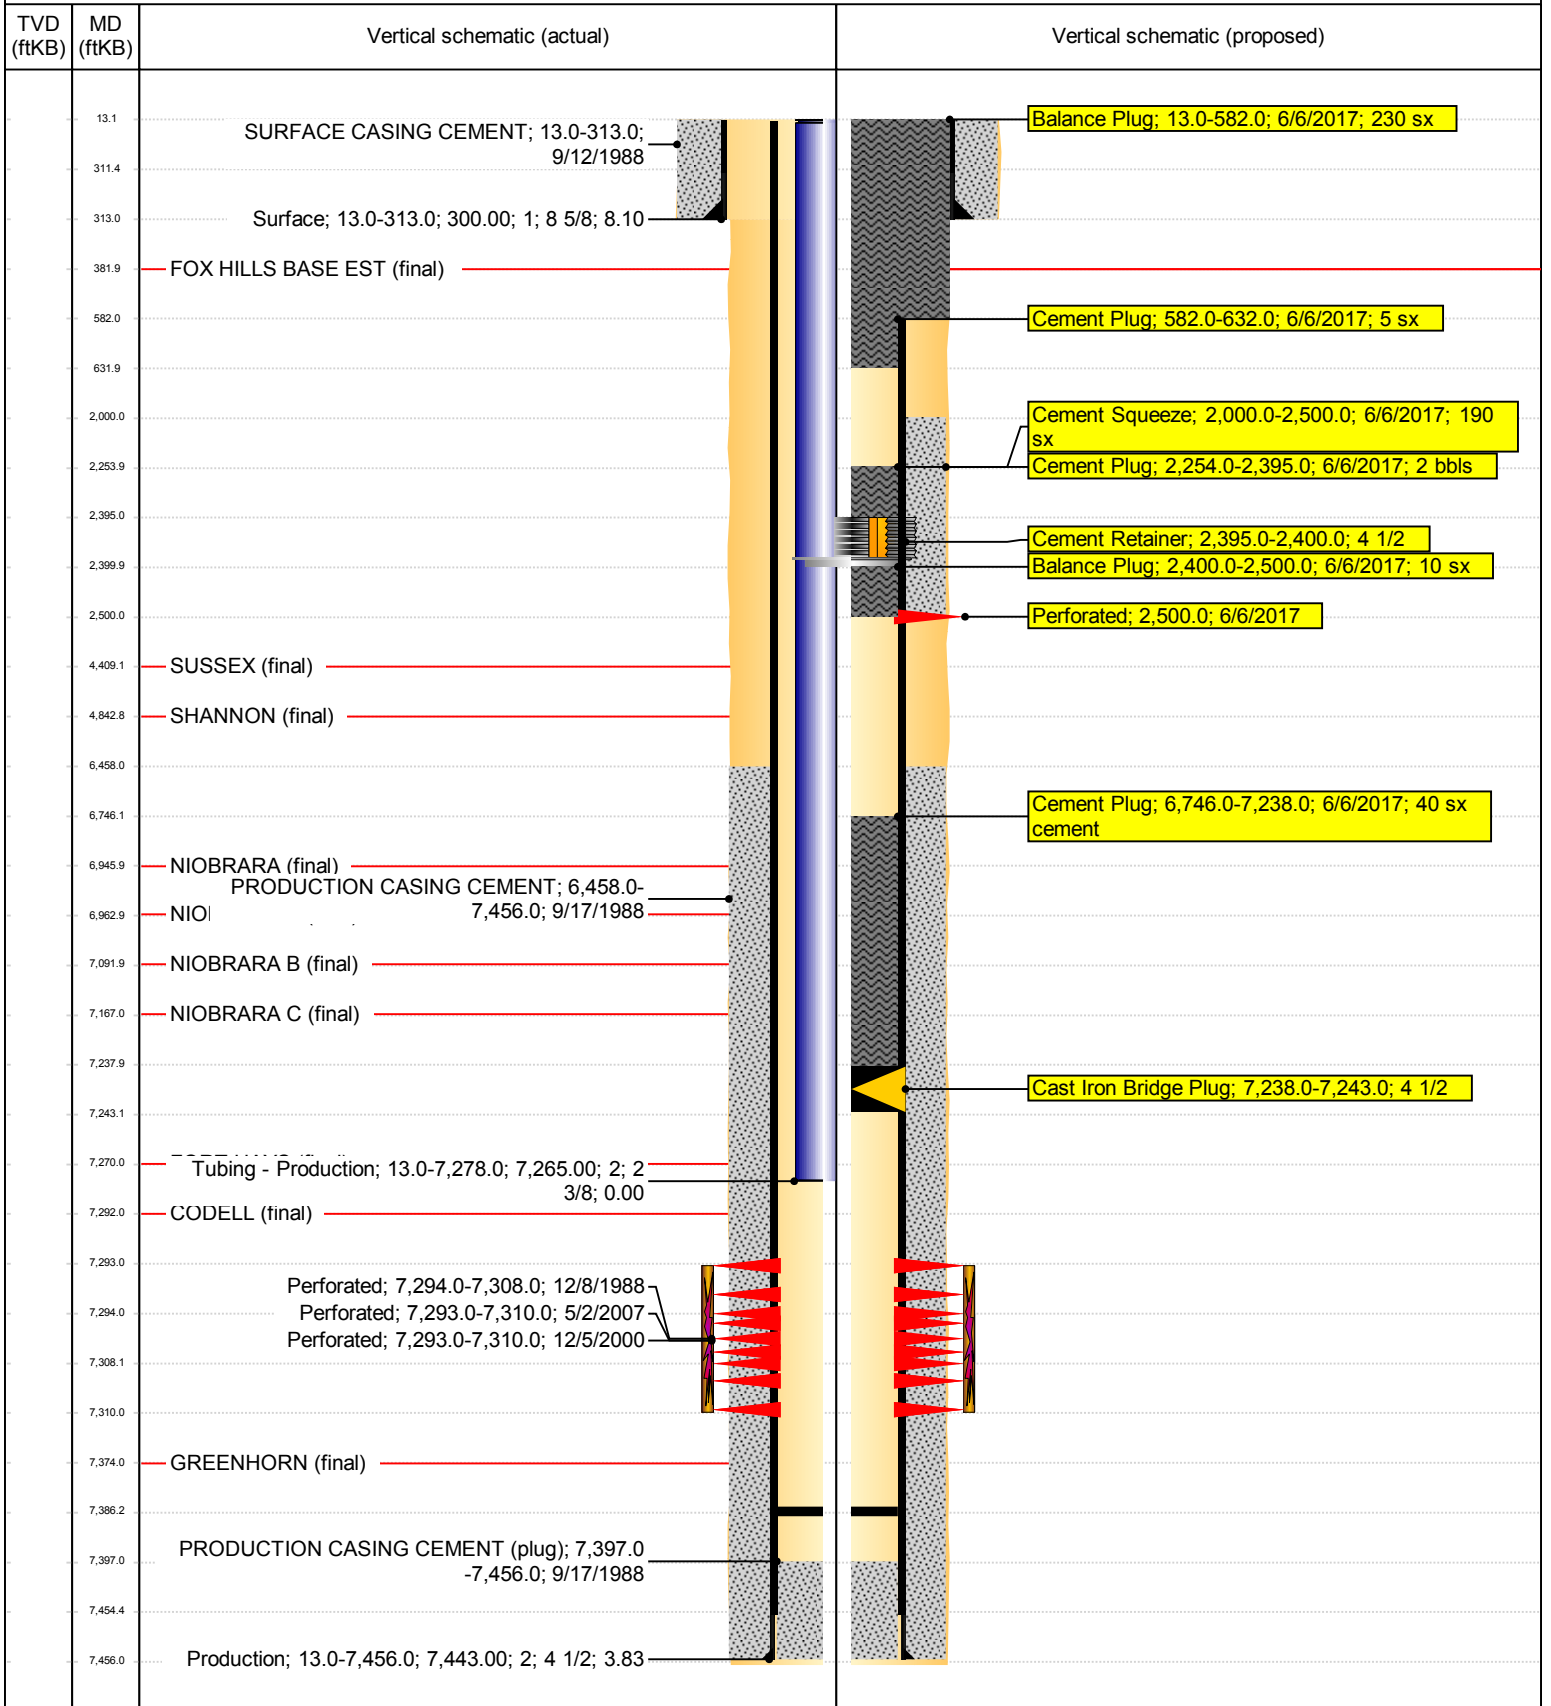 TVD (ftKB)
MD (ftKB)
Vertical schematic (actual)
Vertical schematic (proposed)
13.1
SURFACE CASING CEMENT; 13.0-313.0;
9/12/1988
Balance Plug; 13.0-582.0; 6/6/2017; 230 sx
311.4
313.0
Surface; 13.0-313.0; 300.00; 1; 8 5/8; 8.10
381.9
FOX HILLS BASE EST (final)
582.0
Cement Plug; 582.0-632.0; 6/6/2017; 5 sx
631.9
2,000.0
Cement Squeeze; 2,000.0-2,500.0; 6/6/2017; 190
sx
2,253.9
Cement Plug; 2,254.0-2,395.0; 6/6/2017; 2 bbls
2,395.0
Cement Retainer; 2,395.0-2,400.0; 4 1/2
2,399.9
Balance Plug; 2,400.0-2,500.0; 6/6/2017; 10 sx
2,500.0
Perforated; 2,500.0; 6/6/2017
4,409.1
SUSSEX (final)
4,842.8
SHANNON (final)
6,458.0
6,746.1
Cement Plug; 6,746.0-7,238.0; 6/6/2017; 40 sx
cement
6,945.9
NIOBRARA (final)
PRODUCTION CASING CEMENT; 6,458.0-
7,456.0; 9/17/1988
6,962.9
7,091.9
NIOBRARA B (final)
7,167.0
NIOBRARA C (final)
7,237.9
Cast Iron Bridge Plug; 7,238.0-7,243.0; 4 1/2
7,243.1
7,270.0
Tubing - Production; 13.0-7,278.0; 7,265.00; 2; 2
3/8; 0.00
7,292.0
CODELL (final)
7,293.0
Perforated; 7,294.0-7,308.0; 12/8/1988
7,294.0
Perforated; 7,293.0-7,310.0; 5/2/2007
Perforated; 7,293.0-7,310.0; 12/5/2000
7,308.1
7,310.0
7,374.0
GREENHORN (final)
7,386.2
7,397.0
PRODUCTION CASING CEMENT (plug); 7,397.0
-7,456.0; 9/17/1988
7,454.4
7,456.0
Production; 13.0-7,456.0; 7,443.00; 2; 4 1/2; 3.83